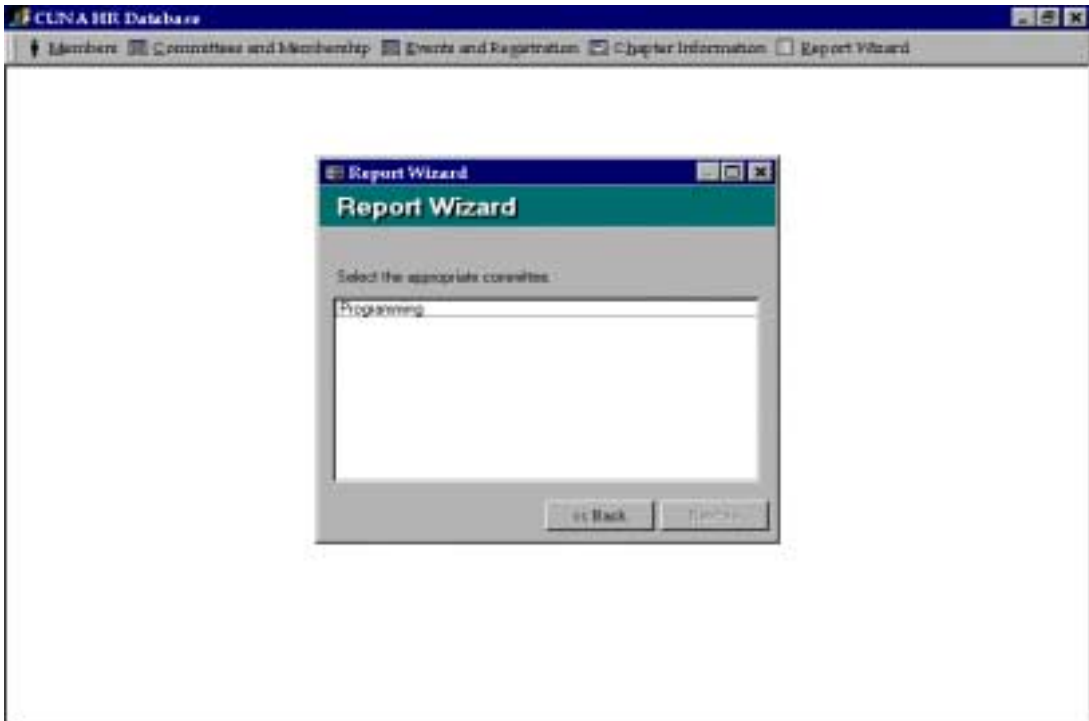 CUNA HR Database
Members Committees and Membership Events and Registration Chapter Information Report Wizard
Report Wizard
Report Wizard
Select the appropriate committee
Programming
<< Back